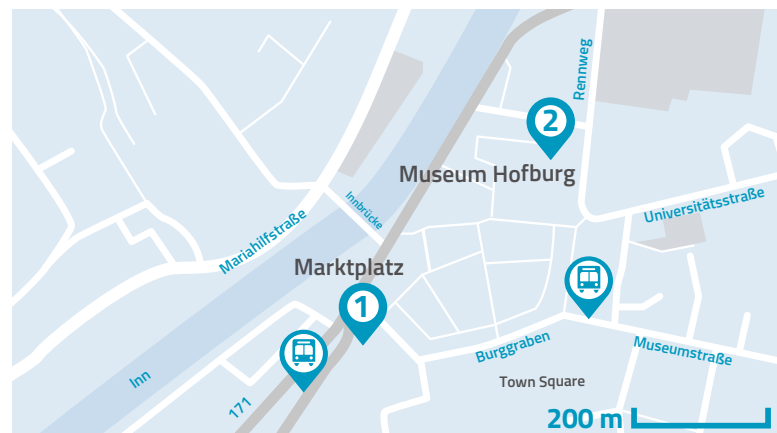 Rennweg
2
Museum Hofburg
Innbrücke
Universitätsstraße
Mariahilfstraße
Marktplatz
1
Burggraben
Museumstraße
Inn
171
Town Square
200 m